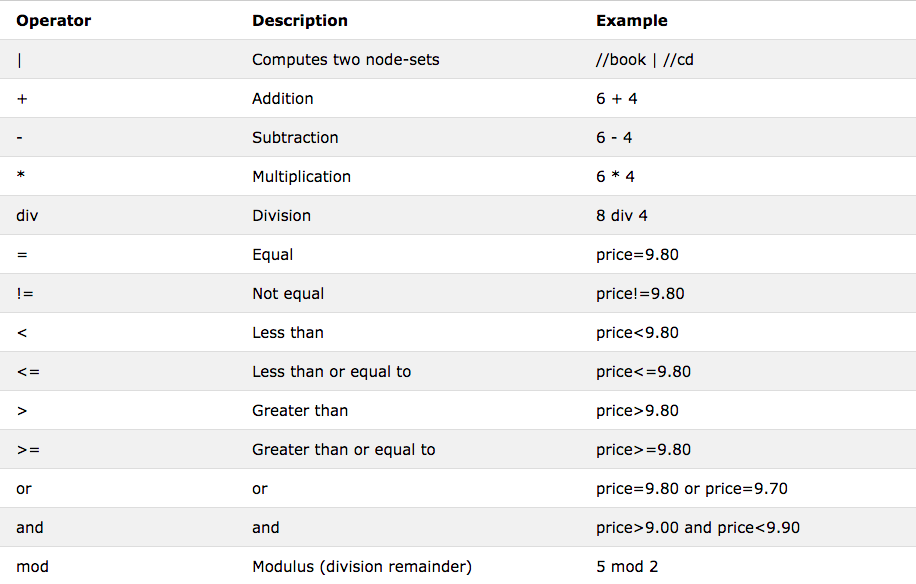 Operator Description Example
| Computes two node-sets //book | //cd
+ Addition 6 + 4
- Subtraction 6 - 4
* Multiplication 6 * 4
div Division 8 div 4
= Equal price=9.80
!= Not equal price!=9.80
< Less than price<9.80
<= Less than or equal to price<=9.80
> Greater than price>9.80
>= Greater than or equal to price>=9.80
or or price=9.80 or price=9.70
and and price>9.00 and price<9.90
mod Modulus (division remainder) 5 mod 2